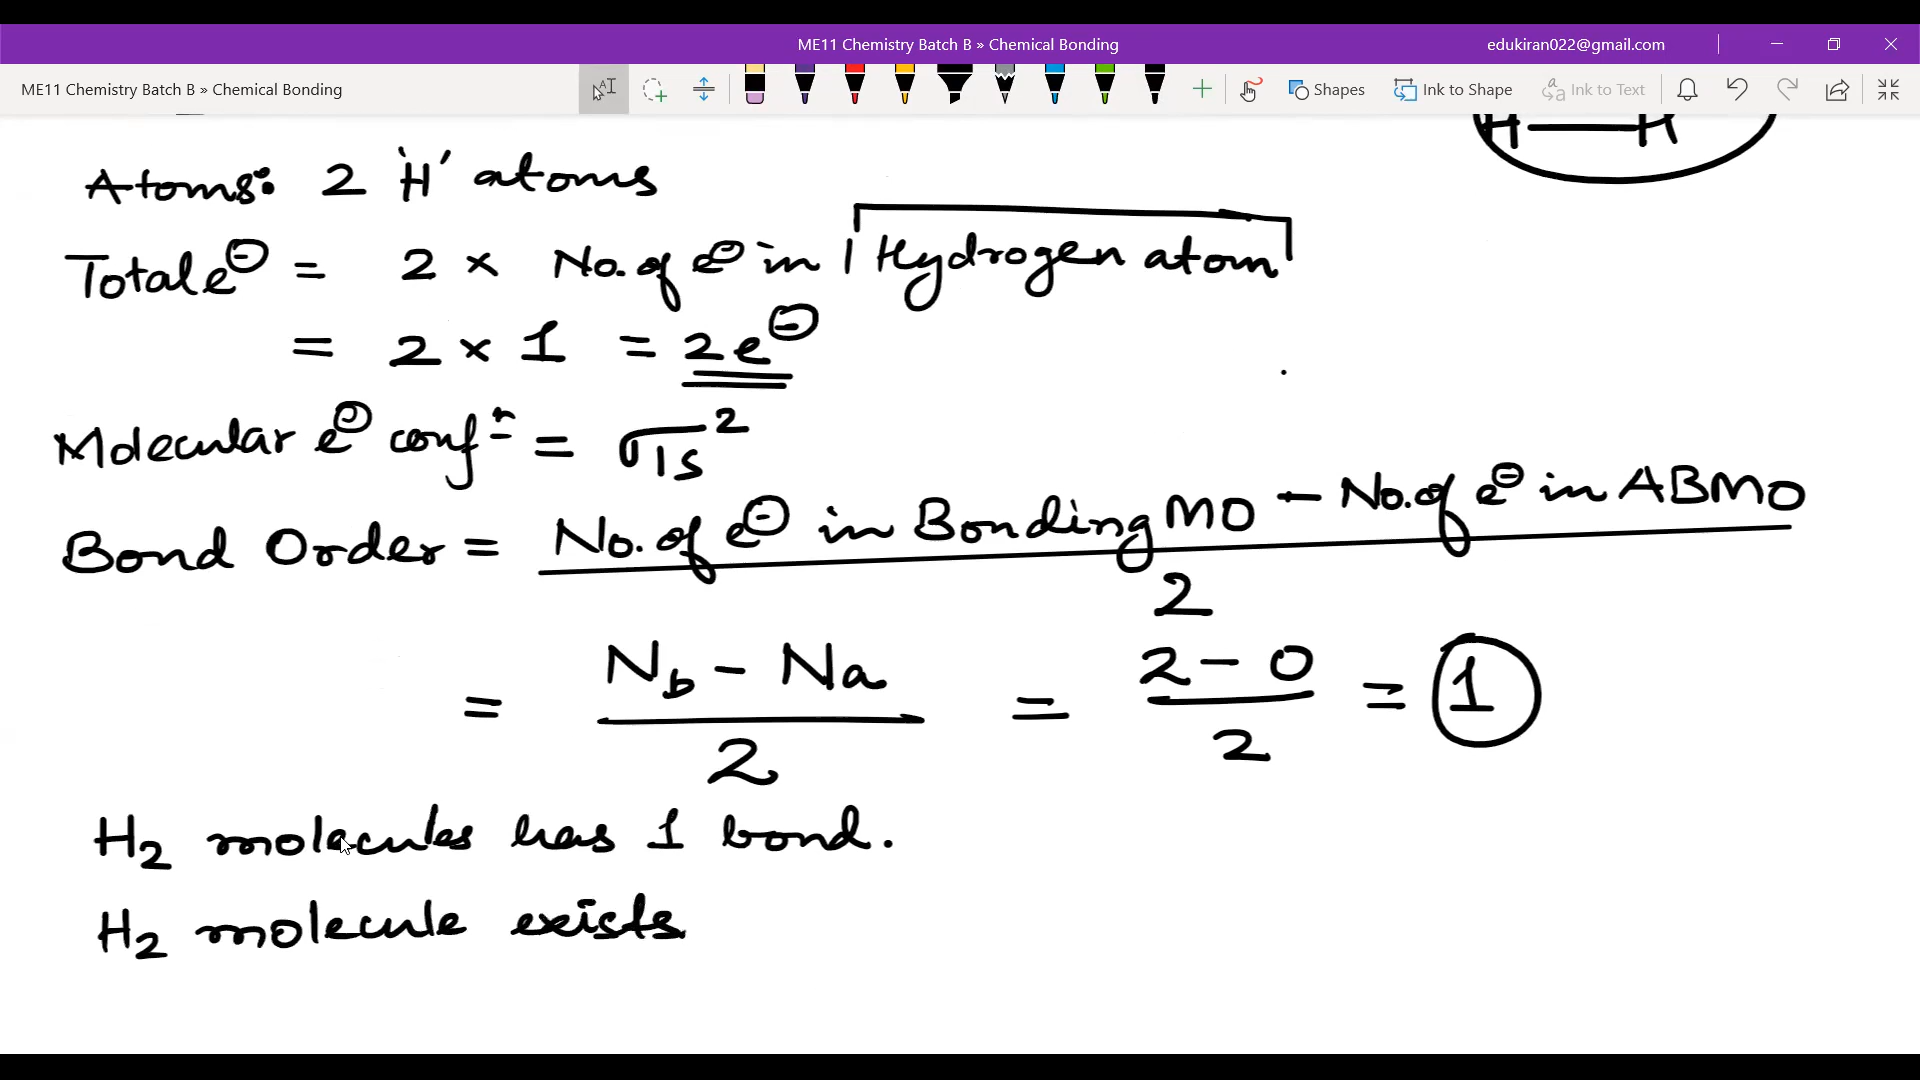 ME11 Chemistry Batch B » Chemical Bonding
edukiran022@gmail.com
ME11 Chemistry Batch B » Chemical Bonding
Shapes
Ink to Shape
Ink to Text
H — H
Atoms: 2 'H' atoms
Total e⊖ = 2 × No. of e⊖ in 1 Hydrogen atom
= 2 × 1 = 2e⊖
Molecular e⊖ confⁿ = σ1s²
Bond Order = No. of e⊖ in Bonding MO - No. of e⊖ in ABMO / 2
= Nb - Na / 2 = 2 - 0 / 2 = 1
H₂ molecules has 1 bond.
H₂ molecule exists